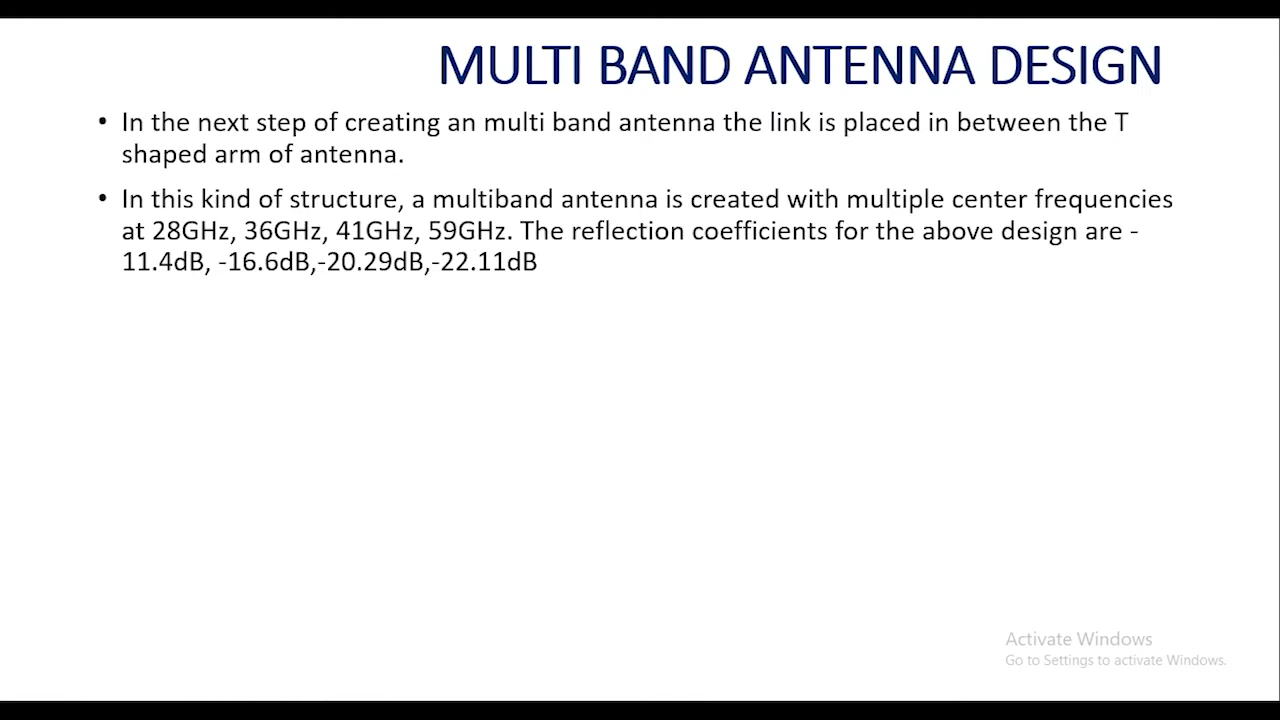 MULTI BAND ANTENNA DESIGN
• In the next step of creating an multi band antenna the link is placed in between the T
shaped arm of antenna.
• In this kind of structure, a multiband antenna is created with multiple center frequencies
at 28GHz, 36GHz, 41GHz, 59GHz. The reflection coefficients for the above design are -
11.4dB, -16.6dB,-20.29dB,-22.11dB
Activate Windows
Go to Settings to activate Windows.